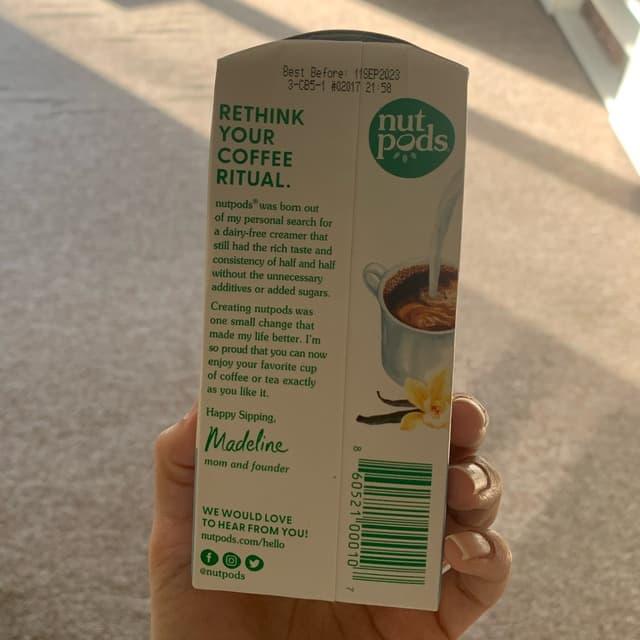 Best Before: 11SEP2023
3-CB5-1 #02017 21:58
nut
pods
RETHINK
YOUR
COFFEE
RITUAL.
nutpods® was born out
of my personal search for
a dairy-free creamer that
still had the rich taste and
consistency of half and half
without the unnecessary
additives or added sugars.
Creating nutpods was
one small change that
made my life better. I'm
so proud that you can now
enjoy your favorite cup
of coffee or tea exactly
as you like it.
Happy Sipping,
Madeline
mom and founder
WE WOULD LOVE
TO HEAR FROM YOU!
nutpods.com/hello
@nutpods
8 60521 00010 7